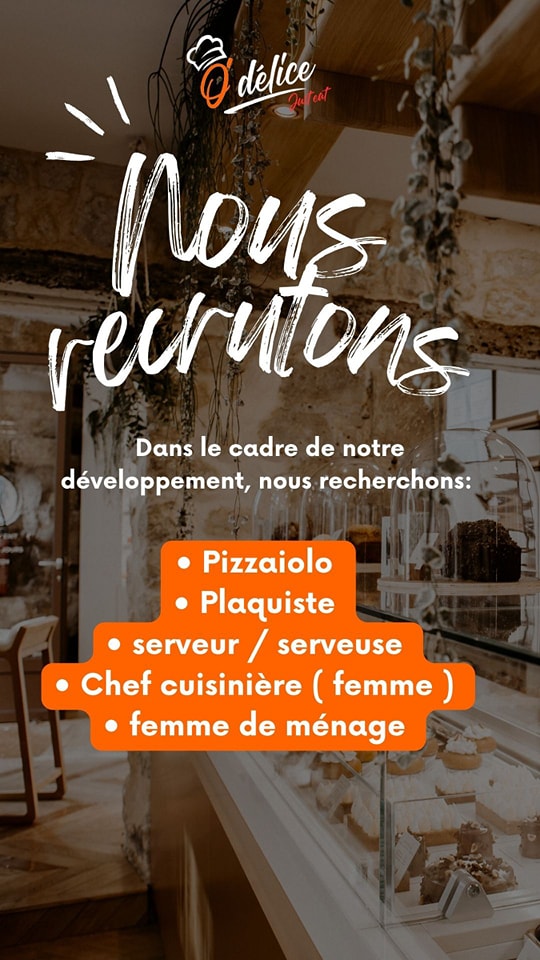 O'délice
Just eat
Nous
recrutons
Dans le cadre de notre
développement, nous recherchons:
• Pizzaiolo
• Plaquiste
• serveur / serveuse
• Chef cuisinière ( femme )
• femme de ménage